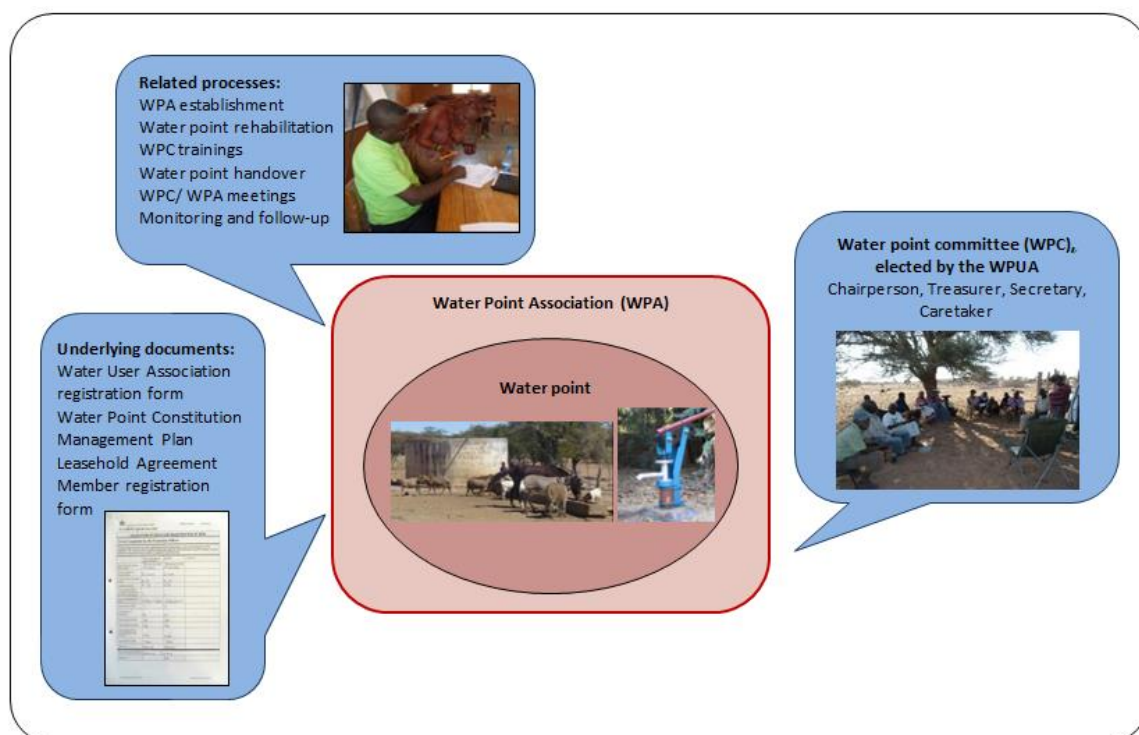 Related processes:
WPA establishment
Water point rehabilitation
WPC trainings
Water point handover
WPC/ WPA meetings
Monitoring and follow-up
Water point committee (WPC),
elected by the WPUA
Chairperson, Treasurer, Secretary,
Caretaker
Water Point Association (WPA)
Water point
Underlying documents:
Water User Association
registration form
Water Point Constitution
Management Plan
Leasehold Agreement
Member registration
form